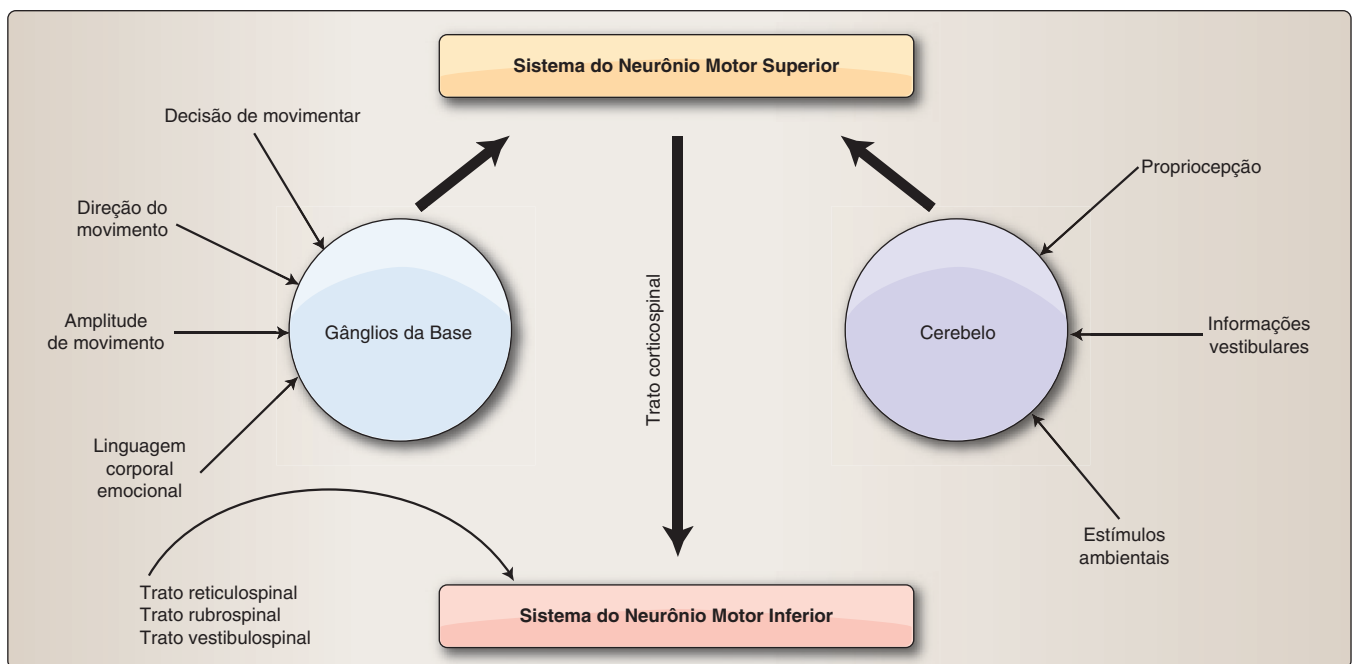 Sistema do Neurônio Motor Superior
Decisão de movimentar
Direção do
movimento
Amplitude
de movimento
Linguagem
corporal
emocional
Gânglios da Base
Trato corticospinal
Cerebelo
Propriocepção
Informações
vestibulares
Estímulos
ambientais
Trato reticulospinal
Trato rubrospinal
Trato vestibulospinal
Sistema do Neurônio Motor Inferior